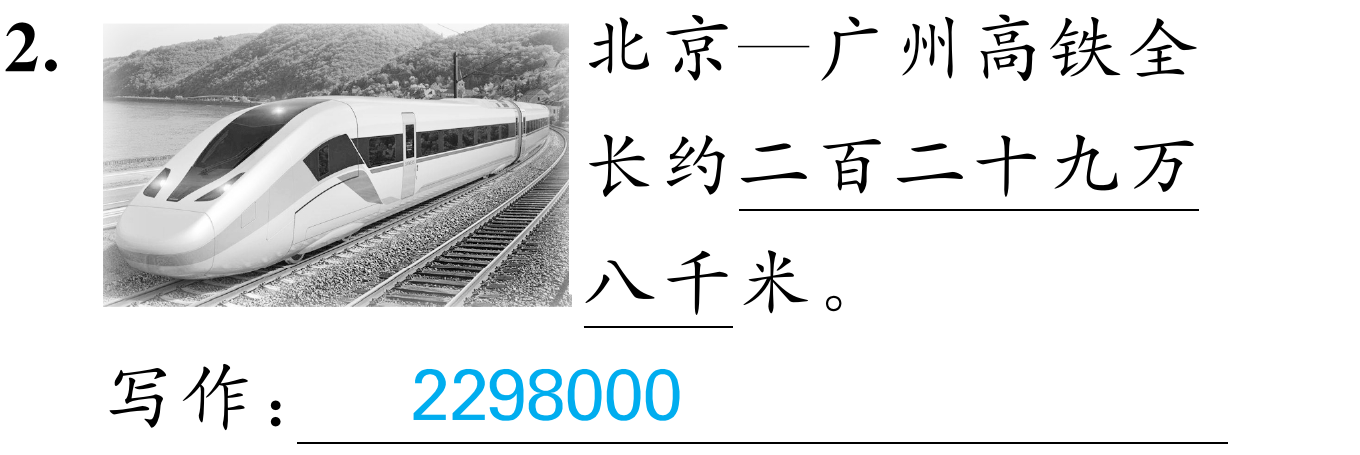 2. 北京—广州高铁全
长约二百二十九万
八千米。
写作：2298000